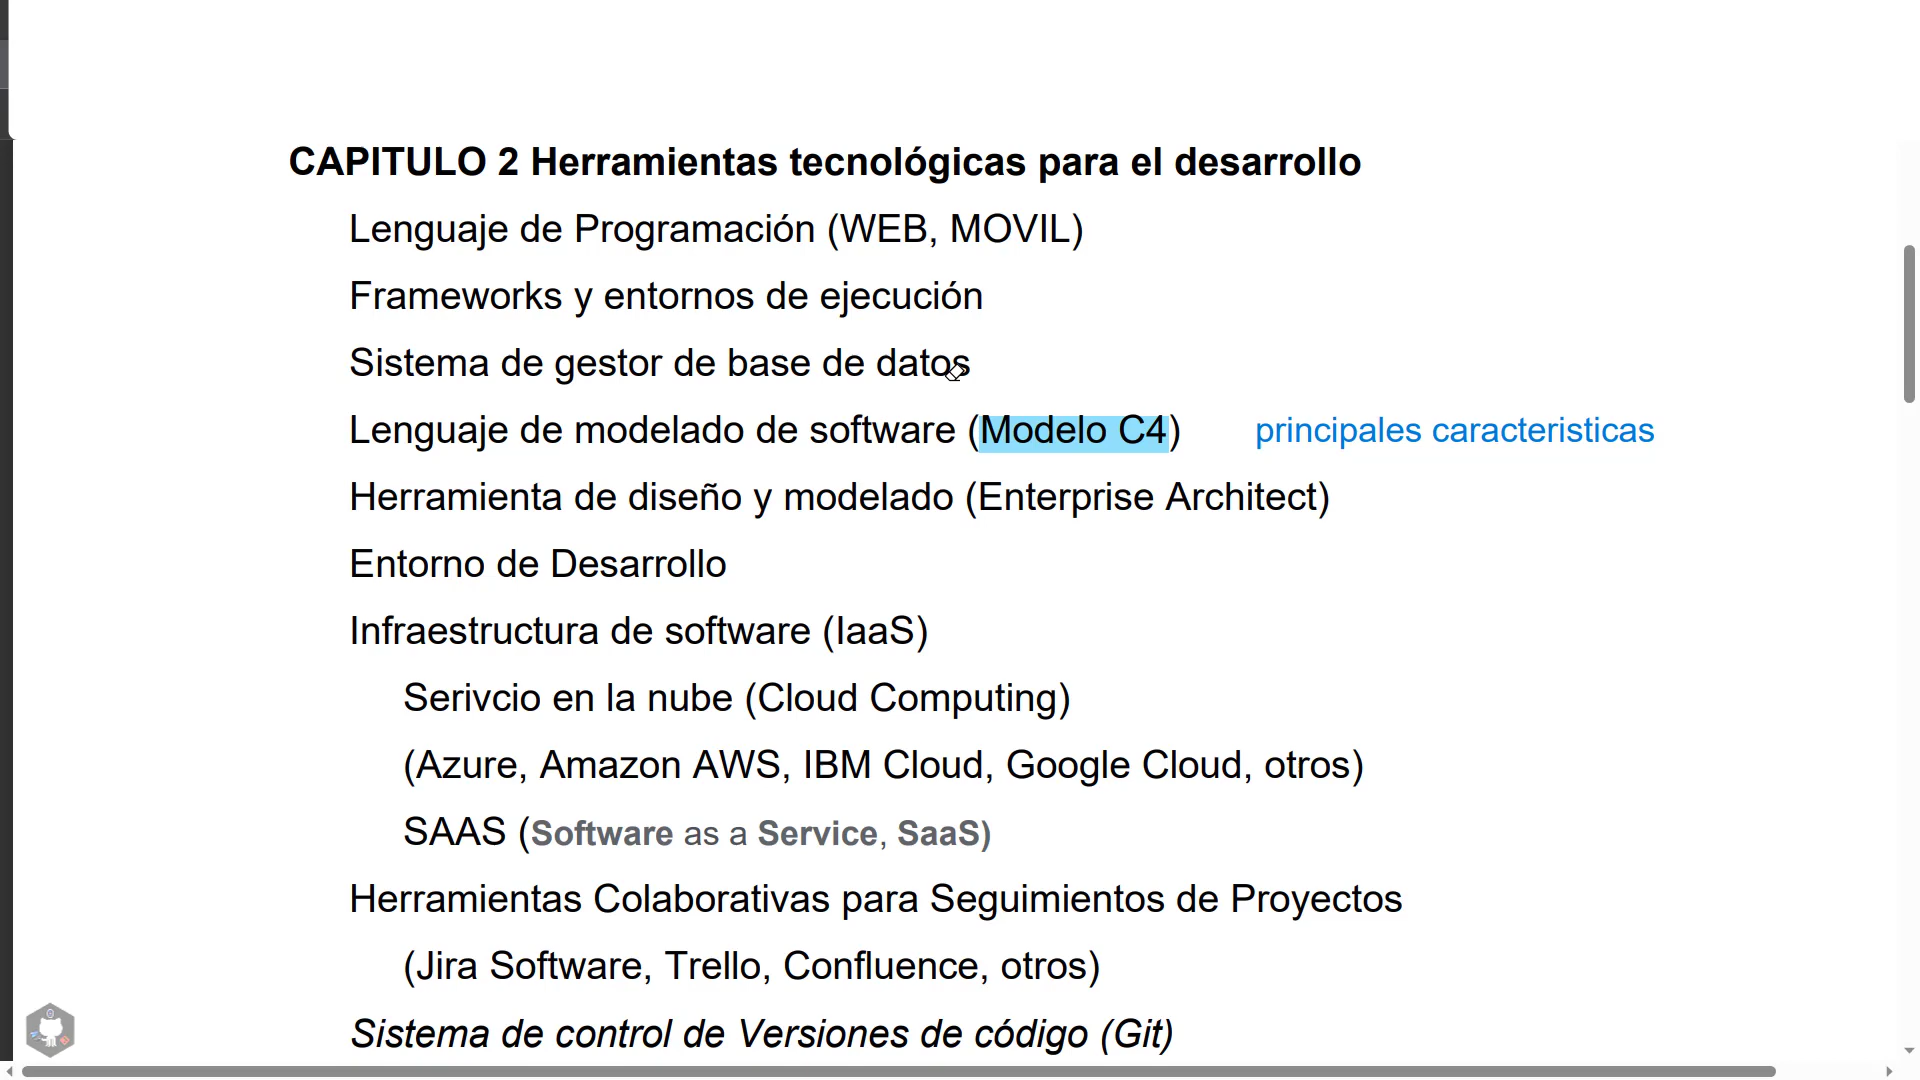 CAPITULO 2 Herramientas tecnológicas para el desarrollo
Lenguaje de Programación (WEB, MOVIL)
Frameworks y entornos de ejecución
Sistema de gestor de base de datos
Lenguaje de modelado de software (Modelo C4) principales caracteristicas
Herramienta de diseño y modelado (Enterprise Architect)
Entorno de Desarrollo
Infraestructura de software (IaaS)
Serivcio en la nube (Cloud Computing)
(Azure, Amazon AWS, IBM Cloud, Google Cloud, otros)
SAAS (Software as a Service, SaaS)
Herramientas Colaborativas para Seguimientos de Proyectos
(Jira Software, Trello, Confluence, otros)
Sistema de control de Versiones de código (Git)